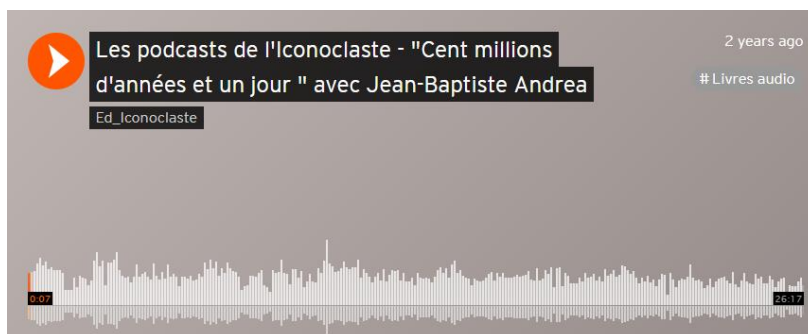 Les podcasts de l'Iconoclaste - "Cent millions
d'années et un jour " avec Jean-Baptiste Andrea
Ed_Iconoclaste
2 years ago
# Livres audio
0:07
26:17